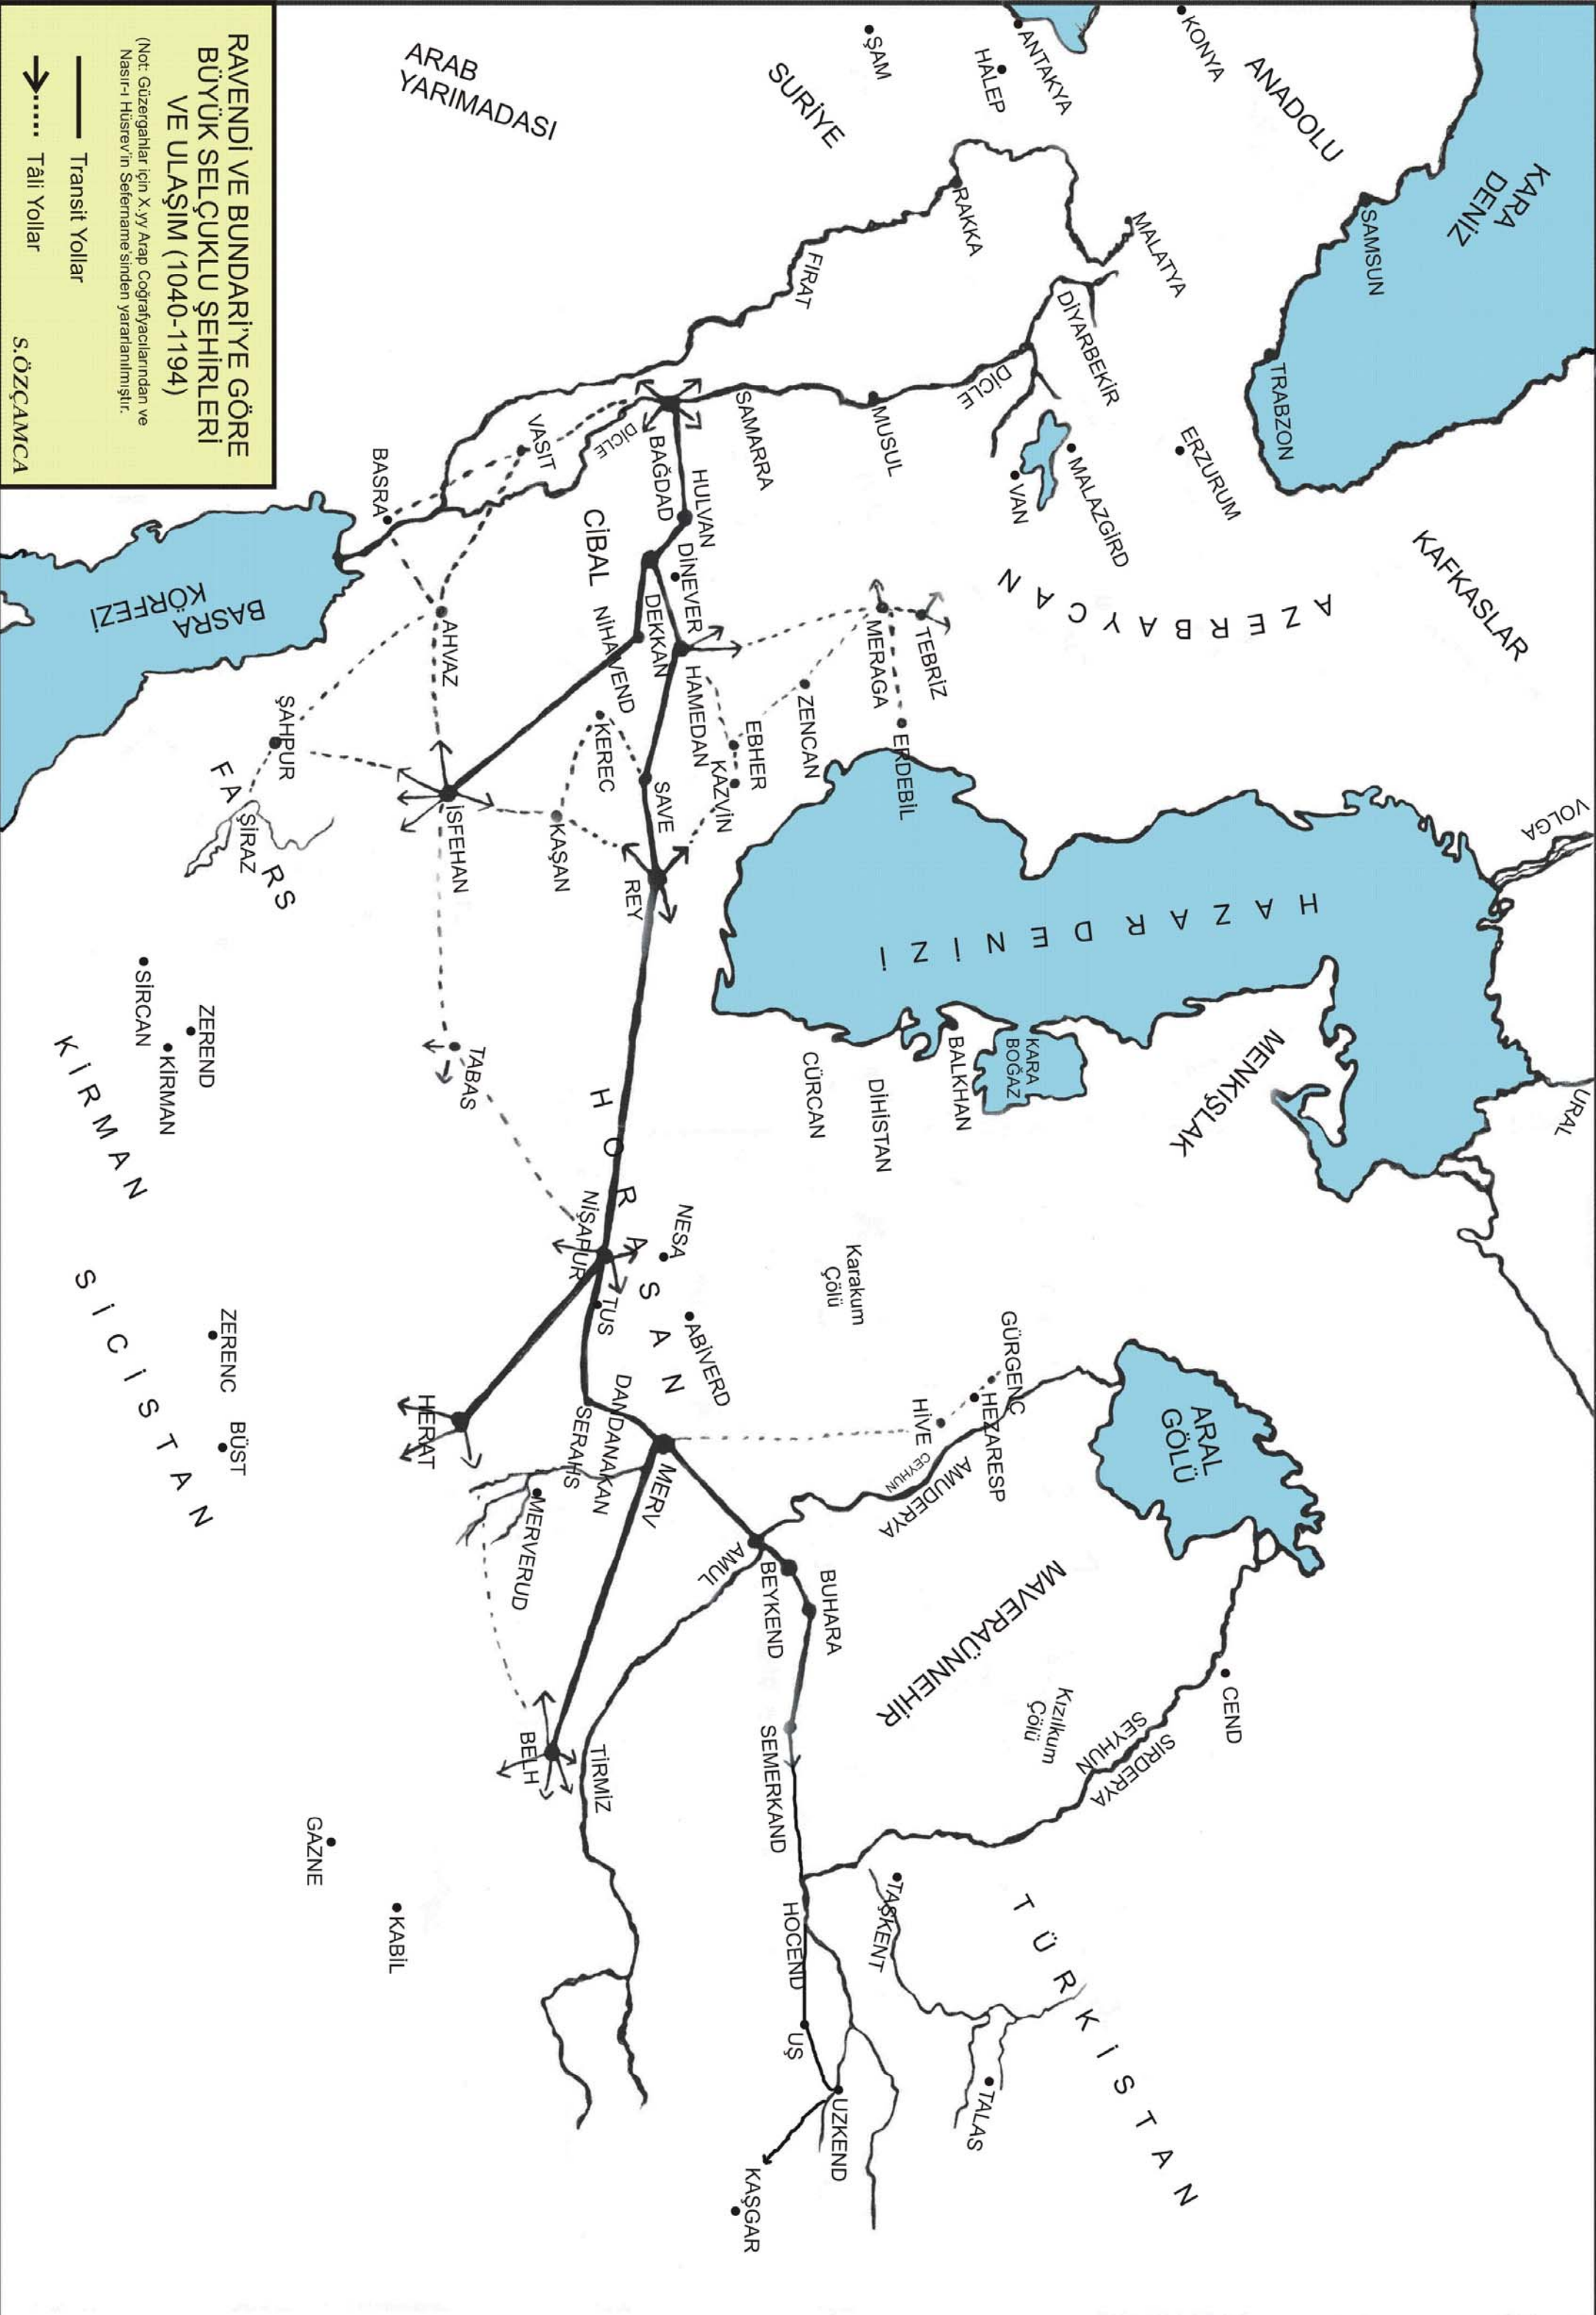 RAVENDİ VE BUNDARİ'YE GÖRE
BÜYÜK SELÇUKLU ŞEHİRLERİ
VE ULAŞIM (1040-1194)
(Not: Güzergahlar için X.yy Arap Coğrafyacılarından ve
Nasır-ı Hüsrev'in Sefername'sinden yararlanılmıştır.
Transit Yollar
Tâli Yollar
S.ÖZÇAMCA
KARA
DENİZ
ANADOLU
KONYA
SAMSUN
TRABZON
ANTAKYA
HALEP
ŞAM
SURİYE
ARAB
YARIMADASI
MALATYA
RAKKA
FIRAT
DİYARBEKİR
DİCLE
ERZURUM
MALAZGİRD
VAN
MUSUL
SAMARRA
KAFKASLAR
AZERBAYCAN
BAĞDAD
DİCLE
VASIT
BASRA
BASRA
KÖRFEZİ
HULVAN
CİBAL
DİNEVER
DEKKAN
NİHAVEND
HAMEDAN
MERAGA
TEBRİZ
ERDEBİL
ZENCAN
EBHER
KAZVİN
KEREC
SAVE
KAŞAN
REY
AHVAZ
ŞAHPUR
İSFEHAN
FARS
ŞİRAZ
VOLGA
HAZAR DENİZİ
URAL
MENKIŞLAK
KARA
BOĞAZ
BALKHAN
DİHİSTAN
CÜRCAN
TABAS
SİRCAN
ZEREND
KİRMAN
KİRMAN
HORASAN
NİŞAPUR
NESA
TUS
ABİVERD
Karakum
Çölü
SİCİSTAN
ZERENC
BÜST
HERAT
SERAHS
DANDANAKAN
MERV
MERVERUD
GÜRGENÇ
HEZARESP
HİVE
CEYHUN
AMUDERYA
ARAL
GÖLÜ
AMUL
BEYKEND
BUHARA
MAVERAÜNNEHİR
Kızılkum
Çölü
CEND
SEYHUN
SIRDERYA
SEMERKAND
BELH
TİRMİZ
GAZNE
KABİL
HOCEND
TAŞKENT
TÜRKİSTAN
UŞ
UZKEND
TALAS
KAŞGAR